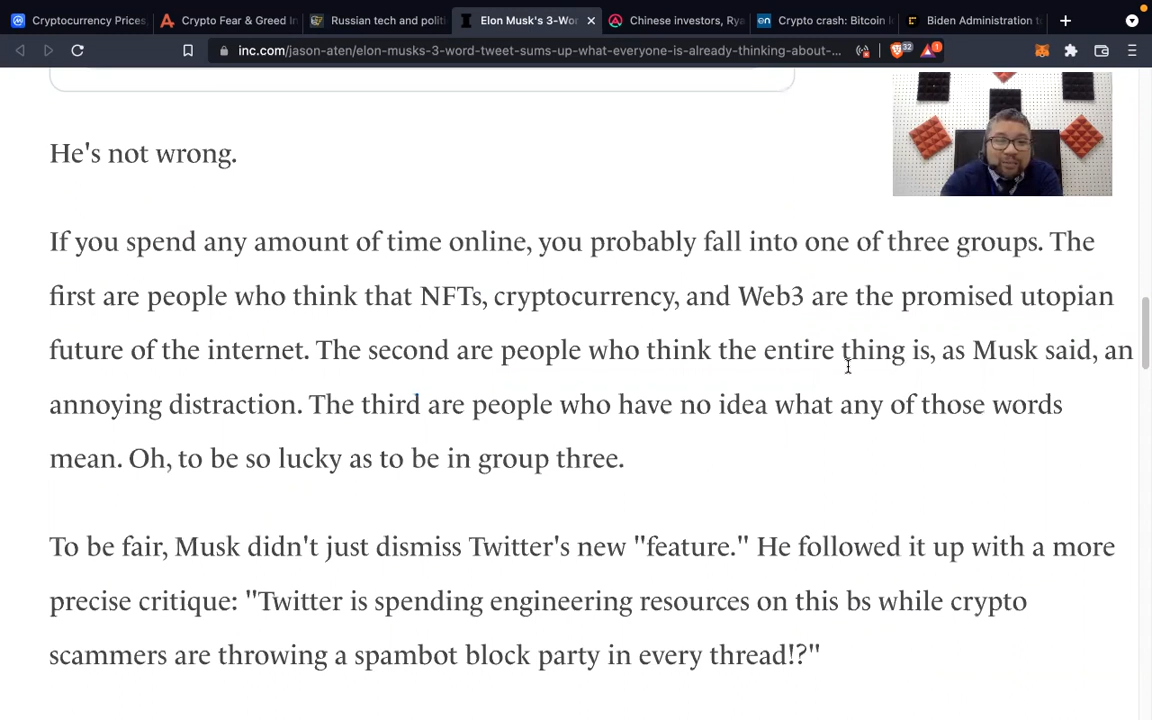 Cryptocurrency Prices,
Crypto Fear & Greed In
Russian tech and politi
Elon Musk's 3-Wor
Chinese investors, Rya
Crypto crash: Bitcoin l
Biden Administration t
inc.com/jason-aten/elon-musks-3-word-tweet-sums-up-what-everyone-is-already-thinking-about-...
32
1
He's not wrong.
If you spend any amount of time online, you probably fall into one of three groups. The
first are people who think that NFTs, cryptocurrency, and Web3 are the promised utopian
future of the internet. The second are people who think the entire thing is, as Musk said, an
annoying distraction. The third are people who have no idea what any of those words
mean. Oh, to be so lucky as to be in group three.
To be fair, Musk didn't just dismiss Twitter's new "feature." He followed it up with a more
precise critique: "Twitter is spending engineering resources on this bs while crypto
scammers are throwing a spambot block party in every thread!?"